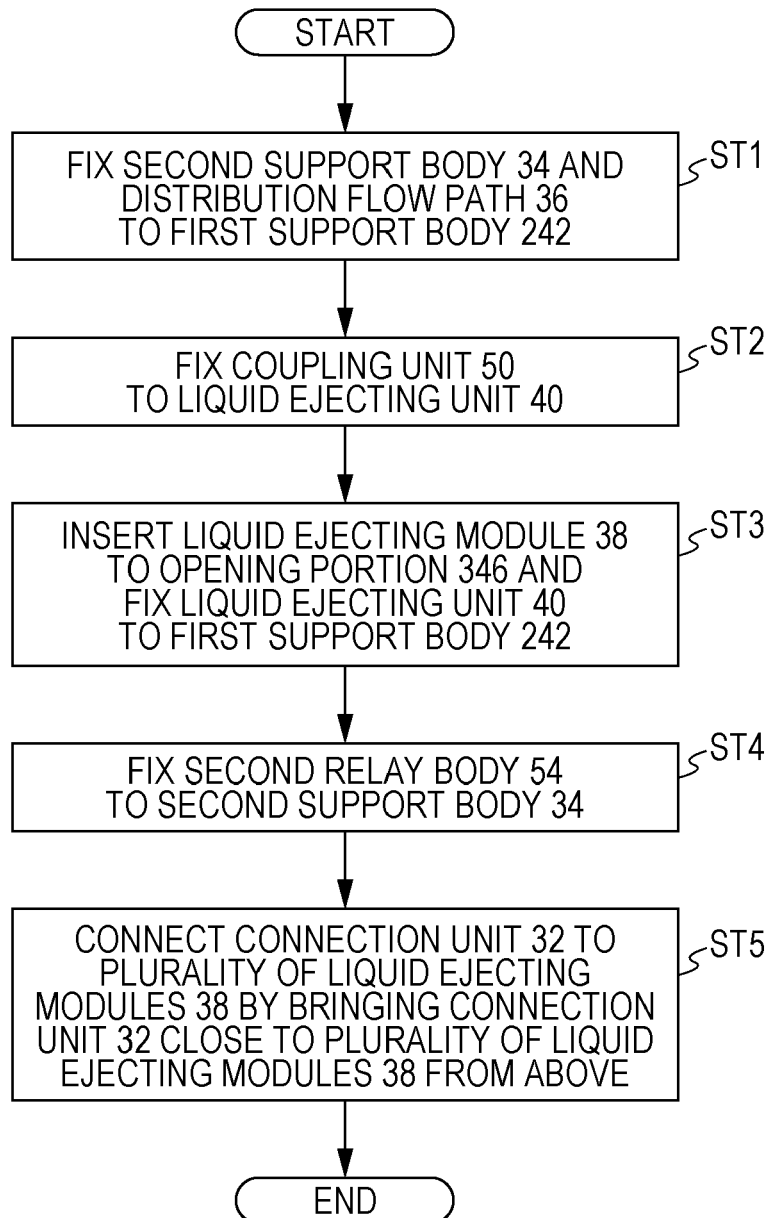 START
FIX SECOND SUPPORT BODY 34 AND
DISTRIBUTION FLOW PATH 36
TO FIRST SUPPORT BODY 242
ST1
FIX COUPLING UNIT 50
TO LIQUID EJECTING UNIT 40
ST2
INSERT LIQUID EJECTING MODULE 38
TO OPENING PORTION 346 AND
FIX LIQUID EJECTING UNIT 40
TO FIRST SUPPORT BODY 242
ST3
FIX SECOND RELAY BODY 54
TO SECOND SUPPORT BODY 34
ST4
CONNECT CONNECTION UNIT 32 TO
PLURALITY OF LIQUID EJECTING
MODULES 38 BY BRINGING CONNECTION
UNIT 32 CLOSE TO PLURALITY OF LIQUID
EJECTING MODULES 38 FROM ABOVE
ST5
END